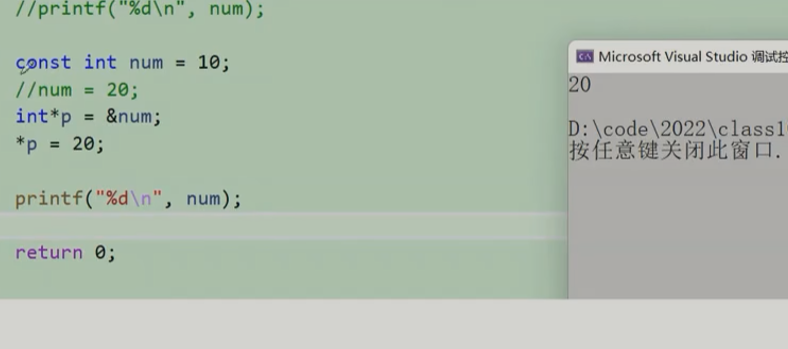 //printf("%d\n", num);
const int num = 10;
//num = 20;
int*p = &num;
*p = 20;
printf("%d\n", num);
return 0;
Microsoft Visual Studio 调试控
20
D:\code\2022\class1
按任意键关闭此窗口.